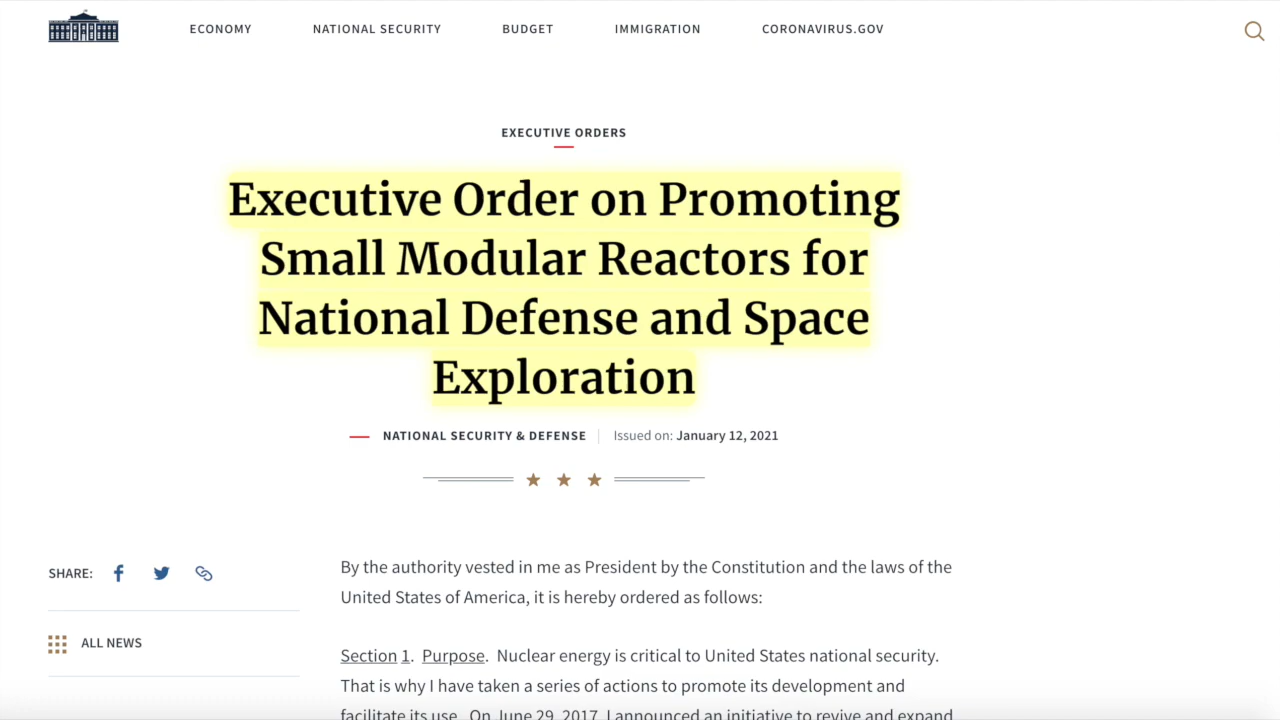 ECONOMY NATIONAL SECURITY BUDGET IMMIGRATION CORONAVIRUS.GOV
EXECUTIVE ORDERS
Executive Order on Promoting
Small Modular Reactors for
National Defense and Space
Exploration
NATIONAL SECURITY & DEFENSE Issued on: January 12, 2021
SHARE:
ALL NEWS
By the authority vested in me as President by the Constitution and the laws of the
United States of America, it is hereby ordered as follows:
Section 1. Purpose. Nuclear energy is critical to United States national security.
That is why I have taken a series of actions to promote its development and
facilitate its use. On June 29, 2017, I announced an initiative to revive and expand